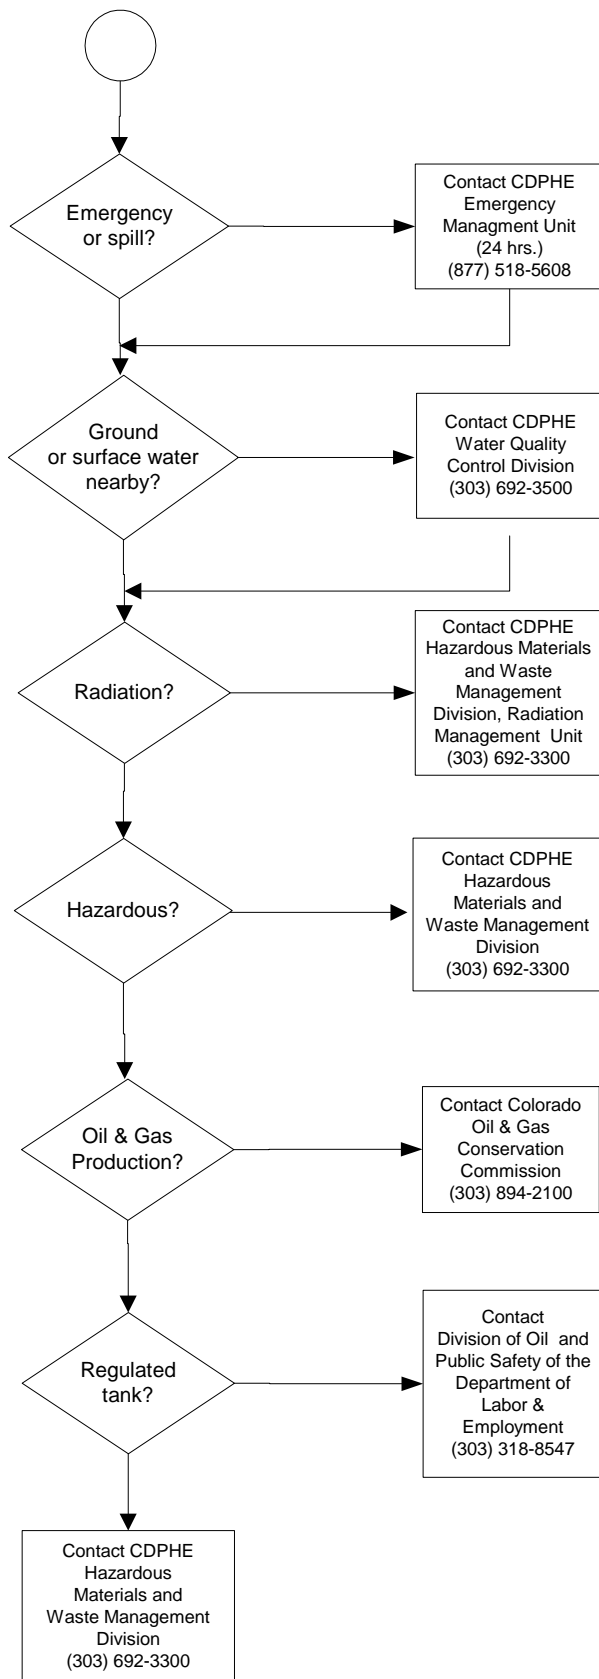 Emergency
or spill?
Contact CDPHE
Emergency
Managment Unit
(24 hrs.)
(877) 518-5608
Ground
or surface water
nearby?
Contact CDPHE
Water Quality
Control Division
(303) 692-3500
Radiation?
Contact CDPHE
Hazardous Materials
and Waste
Management
Division, Radiation
Management Unit
(303) 692-3300
Hazardous?
Contact CDPHE
Hazardous
Materials and
Waste Management
Division
(303) 692-3300
Oil & Gas
Production?
Contact Colorado
Oil & Gas
Conservation
Commission
(303) 894-2100
Regulated
tank?
Contact
Division of Oil and
Public Safety of the
Department of
Labor &
Employment
(303) 318-8547
Contact CDPHE
Hazardous
Materials and
Waste Management
Division
(303) 692-3300